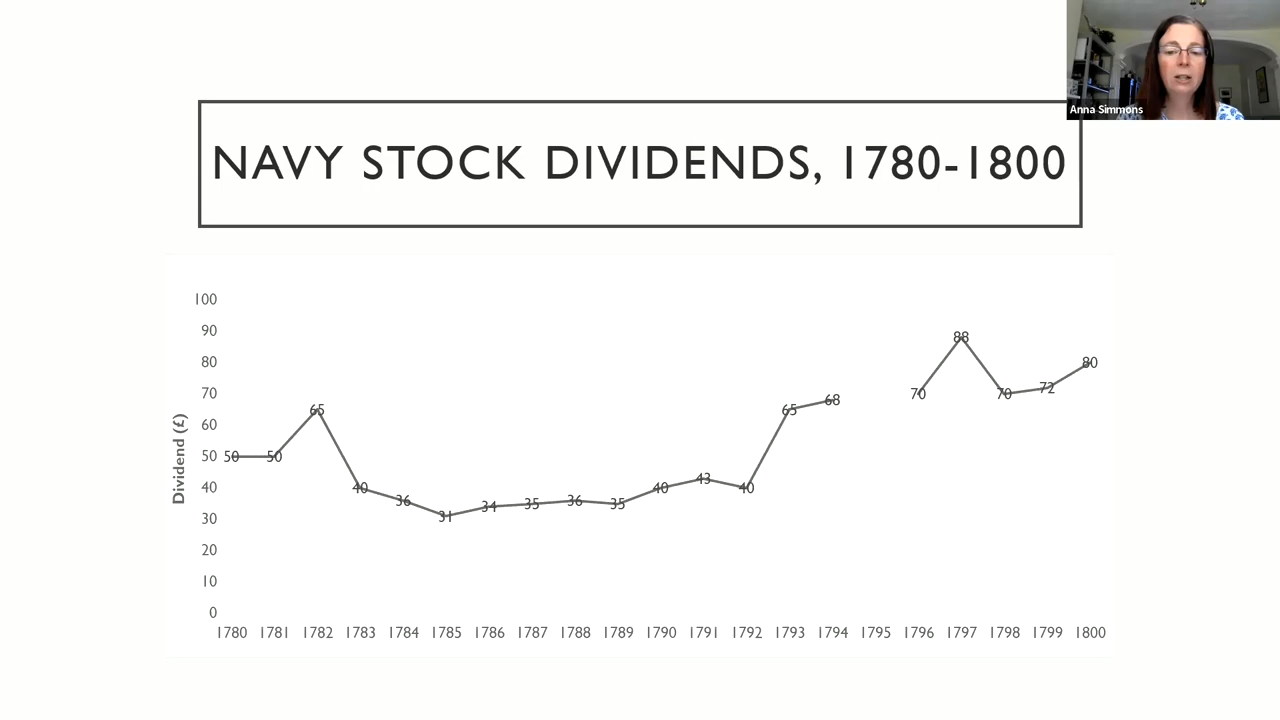 Anna Simmons
NAVY STOCK DIVIDENDS, 1780-1800
Dividend (£)
100
90
80
70
60
50
40
30
20
10
0
50 50 65 40 36 31 34 35 36 35 40 43 40 65 68 70 88 70 72 80
1780 1781 1782 1783 1784 1785 1786 1787 1788 1789 1790 1791 1792 1793 1794 1795 1796 1797 1798 1799 1800